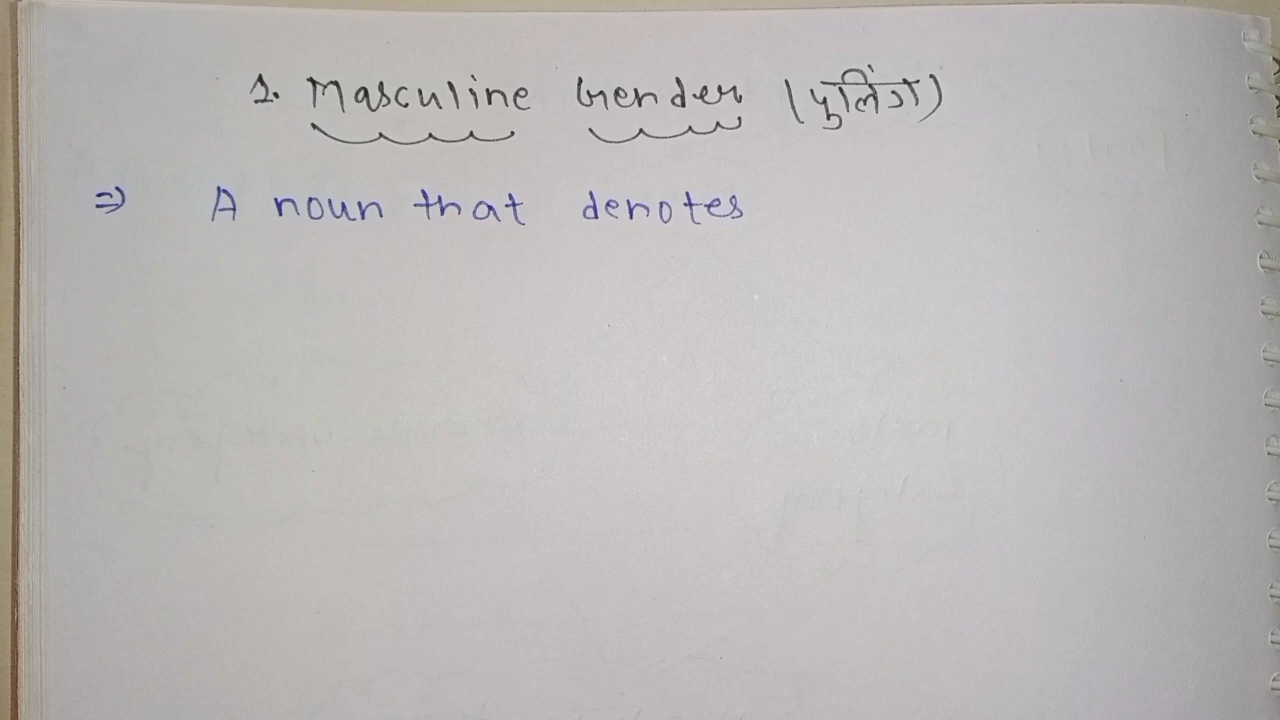 1. Masculine Gender (पुलिंग)
⇒ A noun that denotes